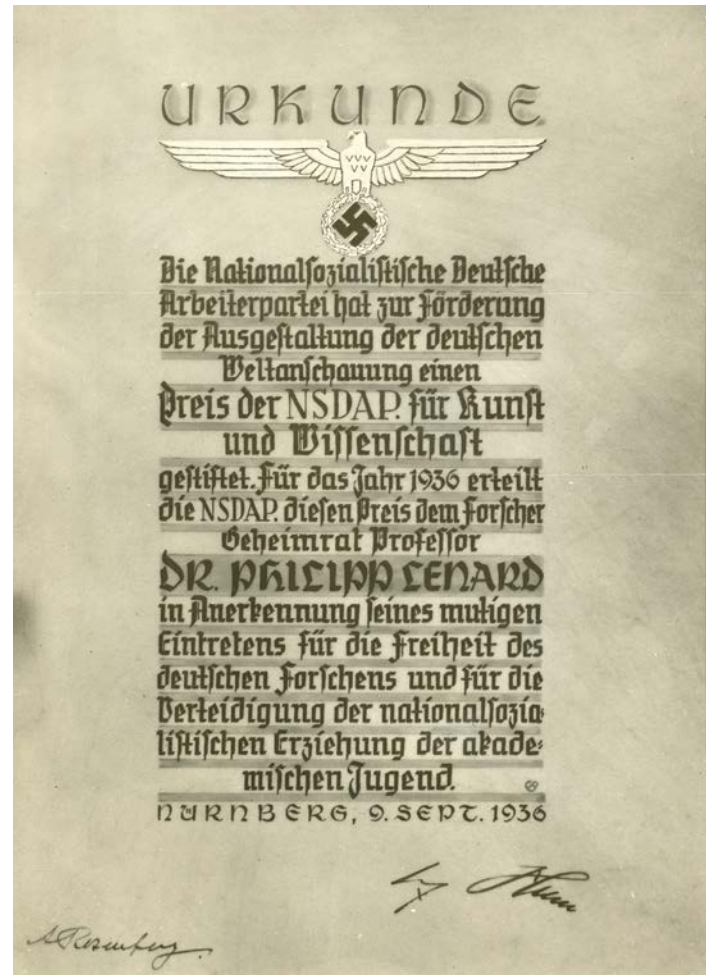 URKUNDE
Die Nationalsozialistische Deutsche
Arbeiterpartei hat zur Förderung
der Ausgestaltung der deutschen
Weltanschauung einen
Preis der NSDAP. für Kunst
und Wissenschaft
gestiftet. Für das Jahr 1936 erteilt
die NSDAP. diesen Preis dem Forscher
Geheimrat Professor
DR. PHILIPP LENARD
in Anerkennung seines mutigen
Eintretens für die Freiheit des
deutschen Forschens und für die
Verteidigung der nationalsozia-
listischen Erziehung der akade-
mischen Jugend.
NÜRNBERG, 9. SEPT. 1936
A Rosenberg.